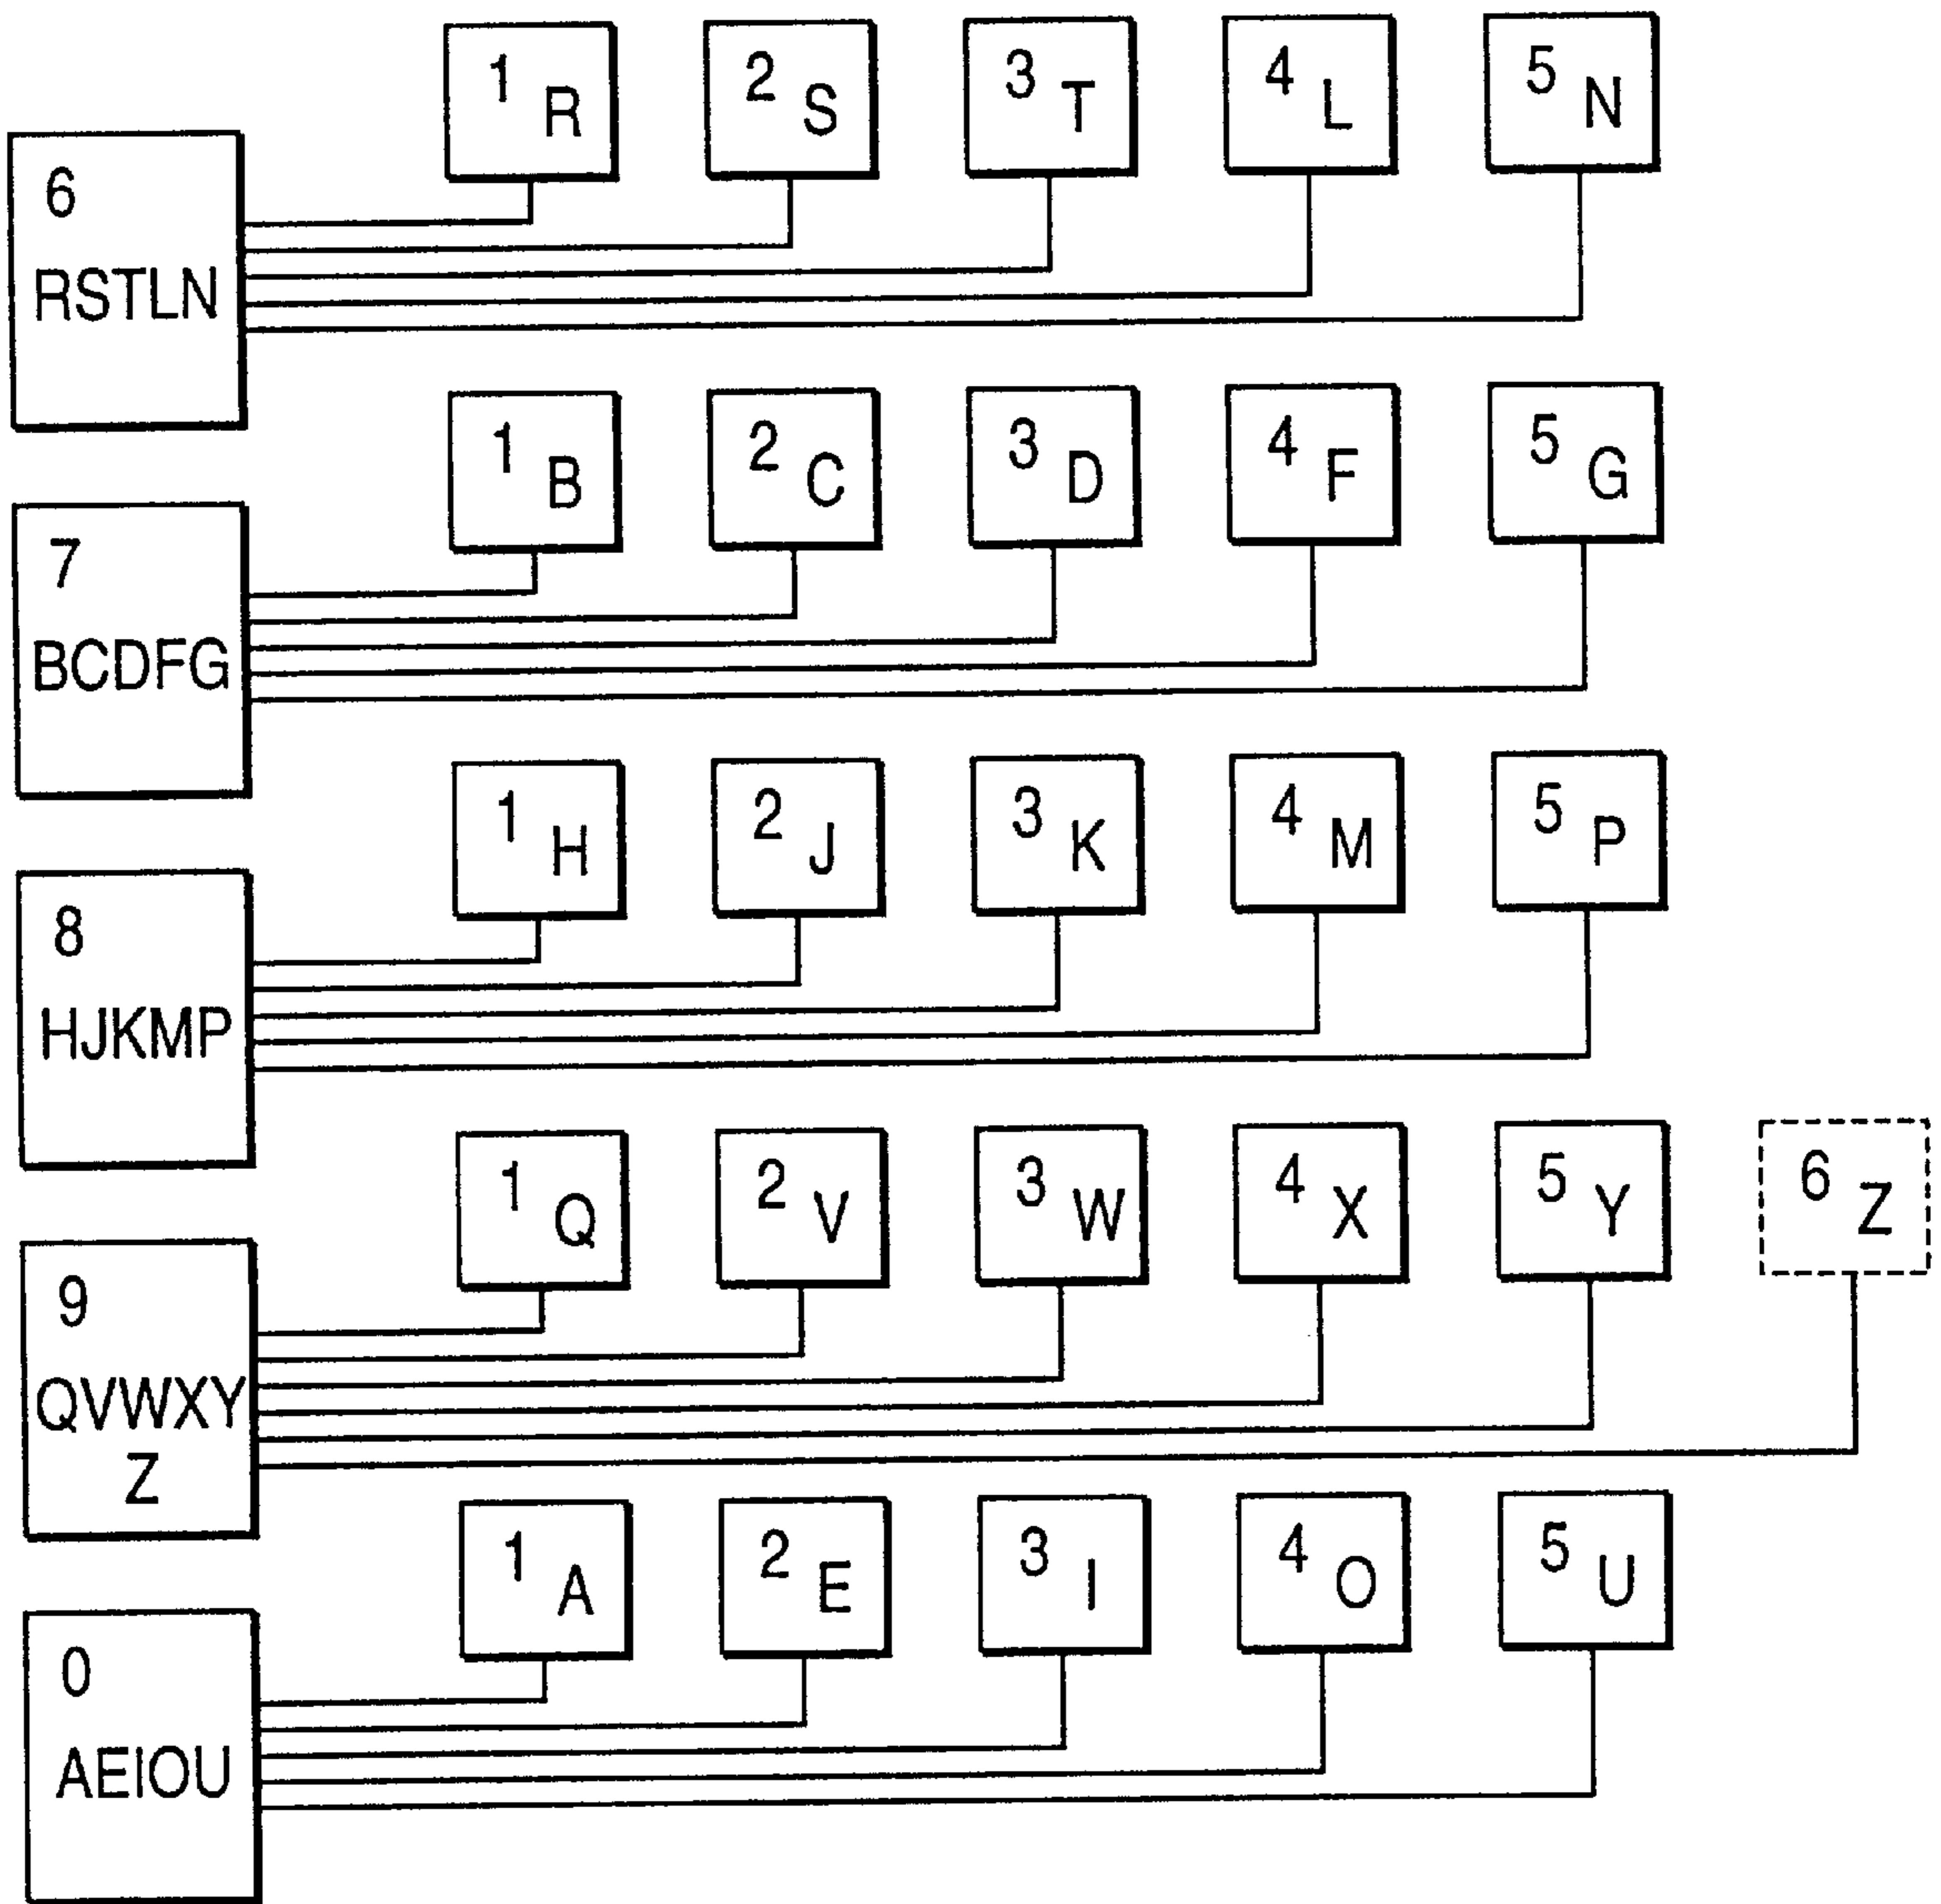 1 R
2 S
3 T
4 L
5 N
6
RSTLN
1 B
2 C
3 D
4 F
5 G
7
BCDFG
1 H
2 J
3 K
4 M
5 P
8
HJKMP
1 Q
2 V
3 W
4 X
5 Y
6 Z
9
QVWXY
Z
1 A
2 E
3 I
4 O
5 U
0
AEIOU